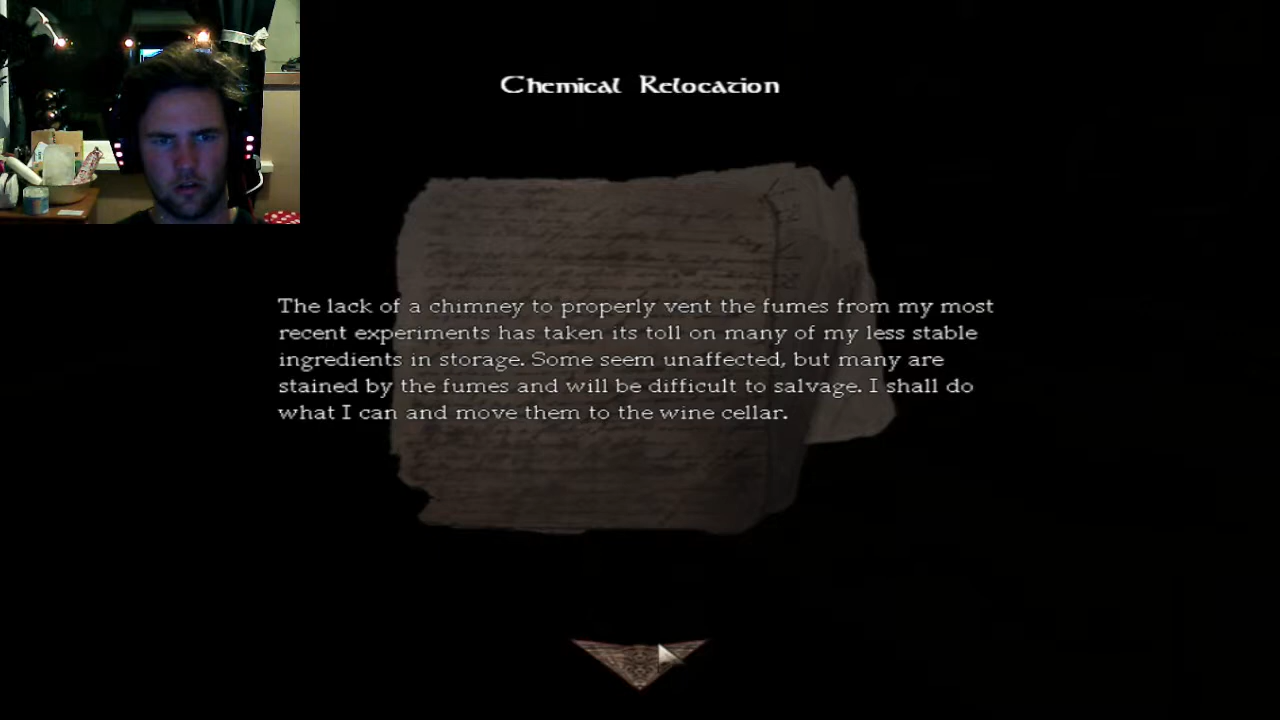 Chemical Relocation
The lack of a chimney to properly vent the fumes from my most
recent experiments has taken its toll on many of my less stable
ingredients in storage. Some seem unaffected, but many are
stained by the fumes and will be difficult to salvage. I shall do
what I can and move them to the wine cellar.